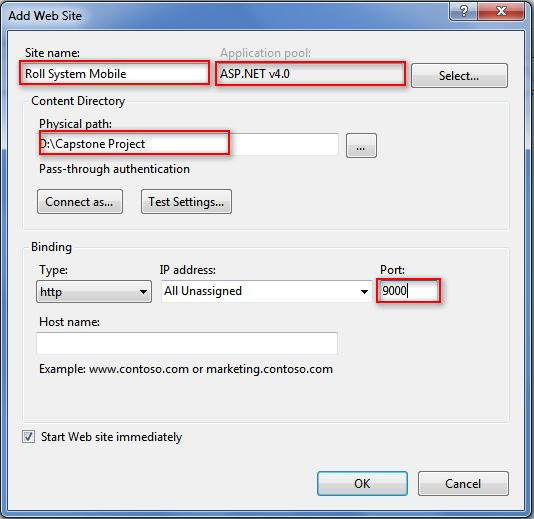 Add Web Site
?
Site name:
Application pool:
Roll System Mobile
ASP.NET v4.0
Select...
Content Directory
Physical path:
D:\Capstone Project
...
Pass-through authentication
Connect as...
Test Settings...
Binding
Type:
IP address:
Port:
http
All Unassigned
9000
Host name:
Example: www.contoso.com or marketing.contoso.com
Start Web site immediately
OK
Cancel